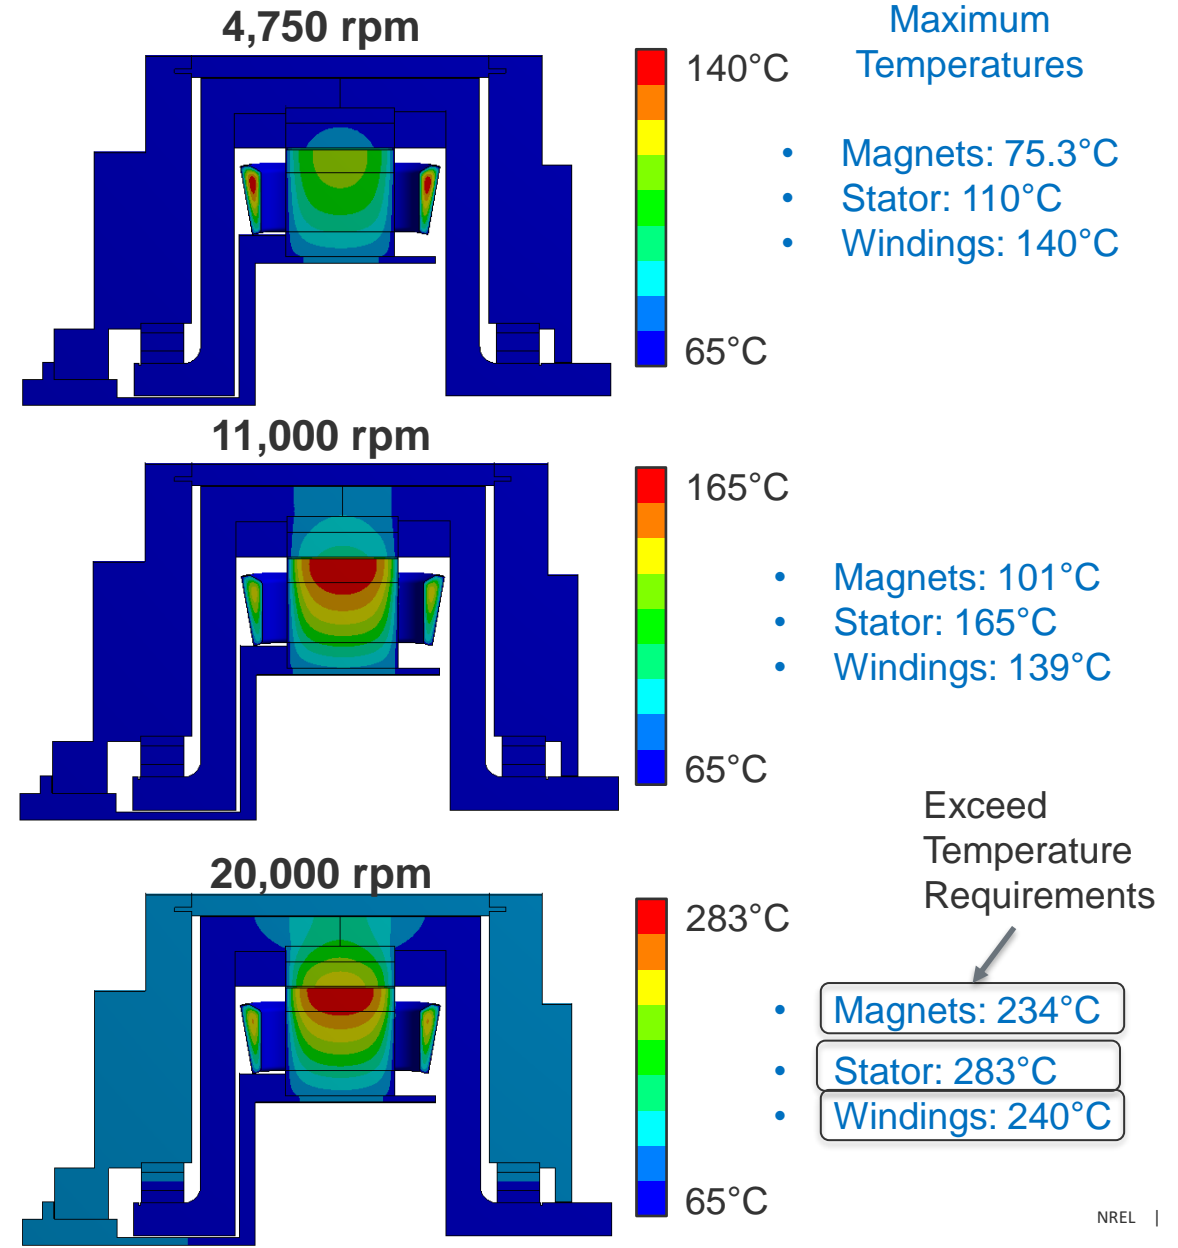 4,750 rpm
140°C
65°C
Maximum
Temperatures
• Magnets: 75.3°C
• Stator: 110°C
• Windings: 140°C
11,000 rpm
165°C
65°C
• Magnets: 101°C
• Stator: 165°C
• Windings: 139°C
Exceed
Temperature
Requirements
20,000 rpm
283°C
65°C
• Magnets: 234°C
• Stator: 283°C
• Windings: 240°C
NREL |